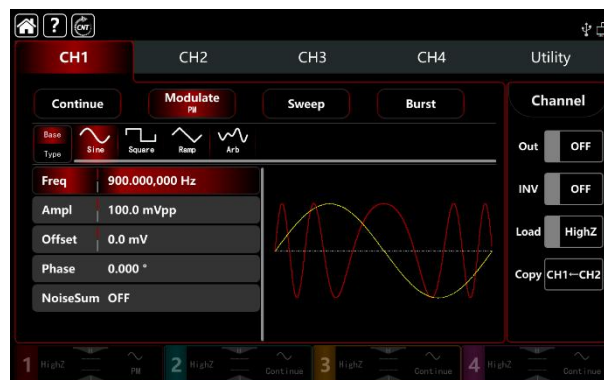 ? CNT
CH1 CH2 CH3 CH4 Utility
Continue Modulate Sweep Burst Channel
PM
Base
Type Sine Square Ramp Arb
Out OFF
Freq 900.000,000 Hz
INV OFF
Ampl 100.0 mVpp
Offset 0.0 mV
Load HighZ
Phase 0.000 °
Copy CH1←CH2
NoiseSum OFF
1 HighZ PM 2 HighZ Continue 3 HighZ Continue 4 HighZ Continue